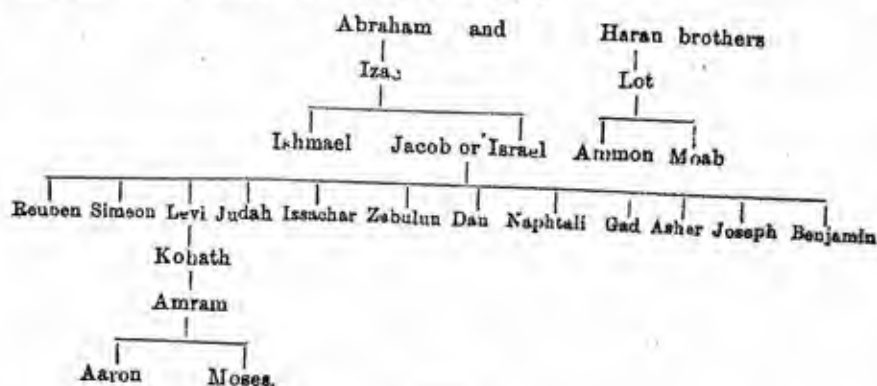 Abraham and Haran brothers
Izac Lot
Ishmael Jacob or Israel Ammon Moab
Reuben Simeon Levi Judah Issachar Zebulun Dan Naphtali Gad Asher Joseph Benjamin
Kohath
Amram
Aaron Moses.